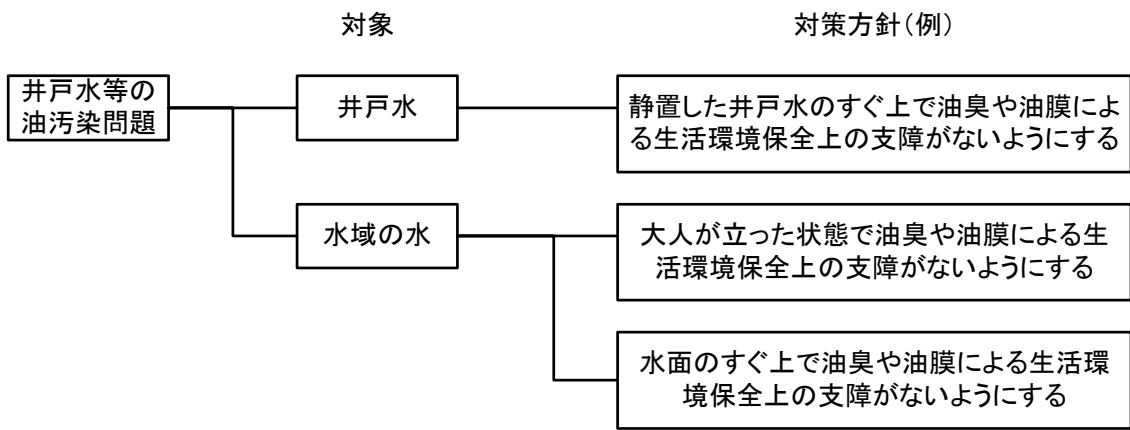 対象
対策方針(例)
井戸水等の
油汚染問題
井戸水
静置した井戸水のすぐ上で油臭や油膜によ
る生活環境保全上の支障がないようにする
水域の水
大人が立った状態で油臭や油膜による生
活環境保全上の支障がないようにする
水面のすぐ上で油臭や油膜による生活環
境保全上の支障がないようにする